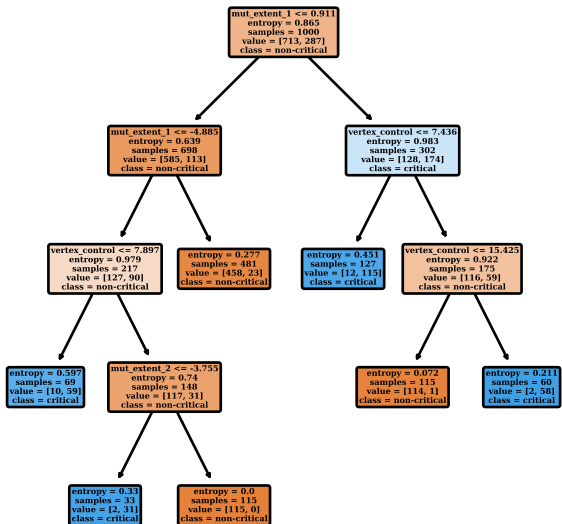 mut_extent_1 <= 0.911
entropy = 0.865
samples = 1000
value = [713, 287]
class = non-critical
mut_extent_1 <= -4.885
entropy = 0.639
samples = 698
value = [585, 113]
class = non-critical
vertex_control <= 7.436
entropy = 0.983
samples = 302
value = [128, 174]
class = critical
vertex_control <= 7.897
entropy = 0.979
samples = 217
value = [127, 90]
class = non-critical
entropy = 0.277
samples = 481
value = [458, 23]
class = non-critical
entropy = 0.451
samples = 127
value = [12, 115]
class = critical
vertex_control <= 15.425
entropy = 0.922
samples = 175
value = [116, 59]
class = non-critical
entropy = 0.597
samples = 69
value = [10, 59]
class = critical
mut_extent_2 <= -3.755
entropy = 0.74
samples = 148
value = [117, 31]
class = non-critical
entropy = 0.072
samples = 115
value = [114, 1]
class = non-critical
entropy = 0.211
samples = 60
value = [2, 58]
class = critical
entropy = 0.33
samples = 33
value = [2, 31]
class = critical
entropy = 0.0
samples = 115
value = [115, 0]
class = non-critical